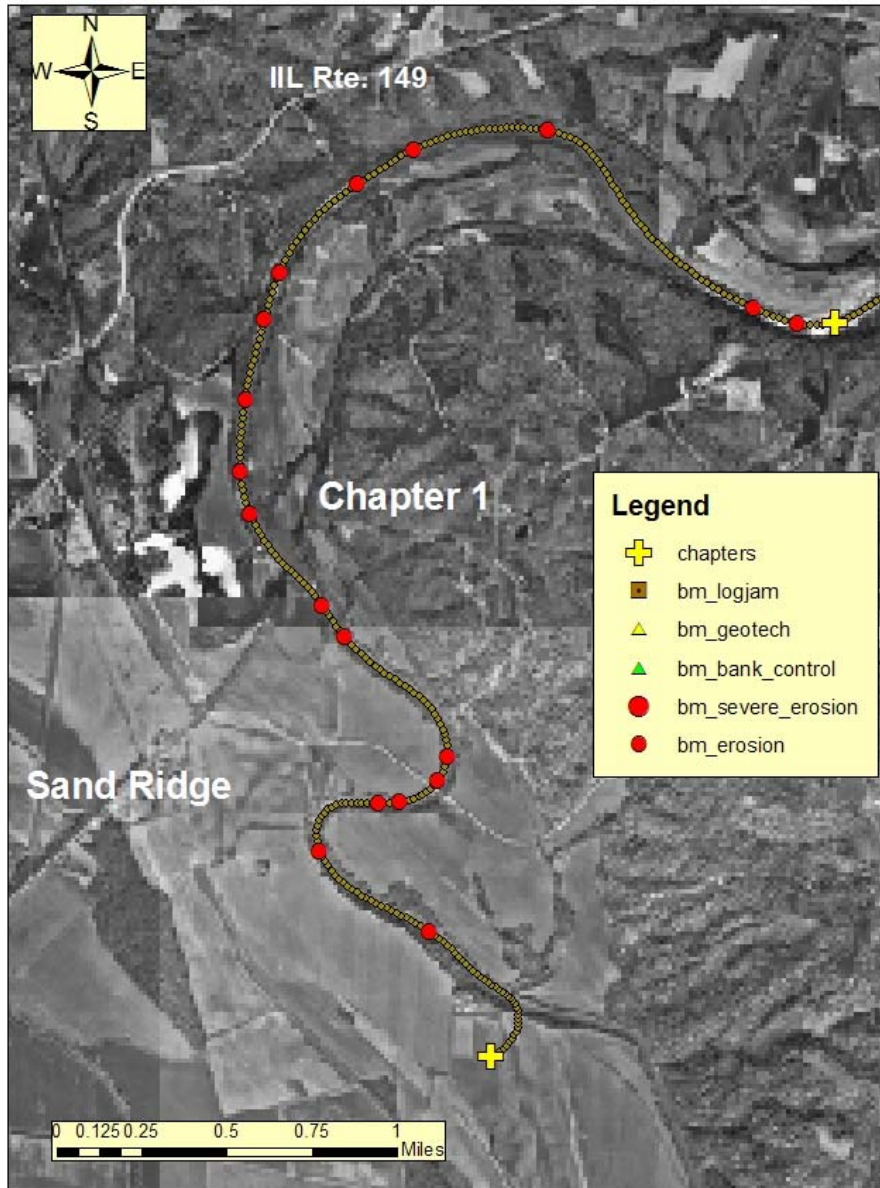 N
W E
S
IIL Rte. 149
Chapter 1
Legend
chapters
bm_logjam
bm_geotech
bm_bank_control
bm_severe_erosion
bm_erosion
Sand Ridge
0 0.125 0.25 0.5 0.75 1
Miles